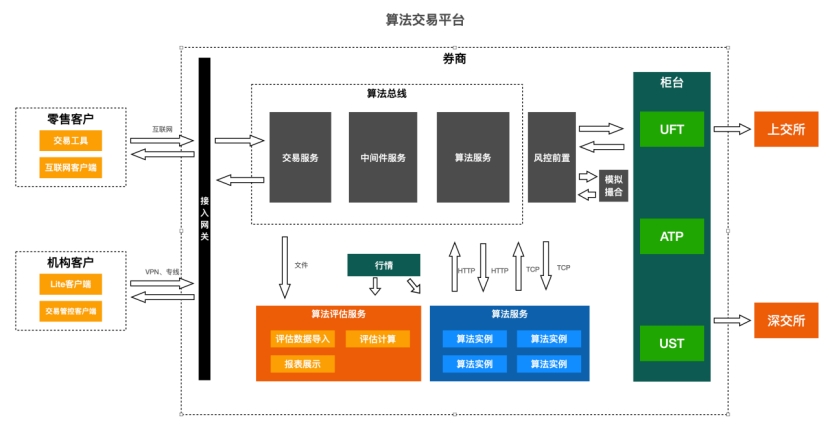 算法交易平台
券商
零售客户
交易工具
互联网客户端
机构客户
Lite客户端
交易管控客户端
互联网
VPN、专线
接入网关
算法总线
交易服务
中间件服务
算法服务
风控前置
模拟
撮合
文件
行情
HTTP
HTTP
TCP
TCP
算法评估服务
评估数据导入
评估计算
报表展示
算法服务
算法实例
算法实例
算法实例
算法实例
柜台
UFT
ATP
UST
上交所
深交所